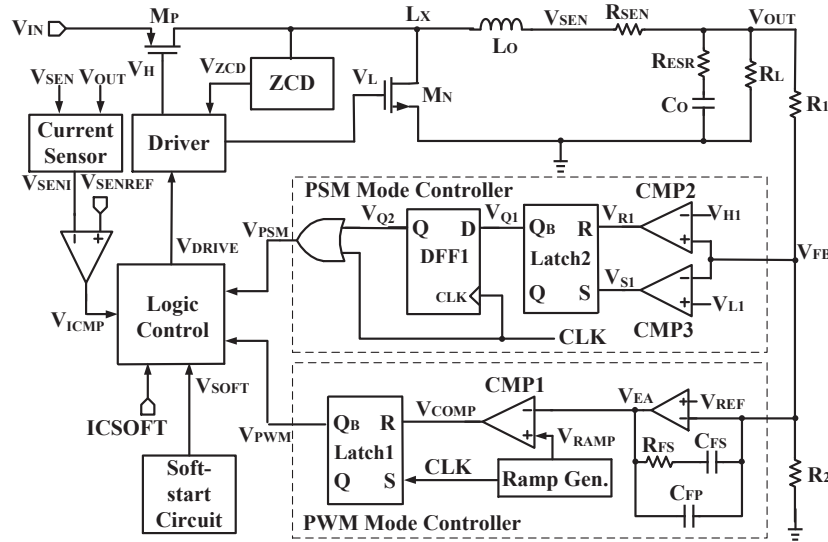 VIN
MP
LX
LO
VSEN
RSEN
VOUT
VSEN
VOUT
VH
VZCD
ZCD
VL
MN
RESR
CO
RL
R1
Current
Sensor
Driver
VSENI
VSENREF
VDRIVE
VICMP
Logic
Control
ICSOFT
VSOFT
Soft-
start
Circuit
PSM Mode Controller
VPSM
VQ2
Q
D
DFF1
CLK
VQ1
QB
R
Latch2
Q
S
VR1
VS1
CMP2
VH1
CMP3
VL1
CLK
VFB
VPWM
QB
R
Latch1
Q
S
VCOMP
CLK
CMP1
VRAMP
Ramp Gen.
VEA
VREF
RFS
CFS
CFP
R2
PWM Mode Controller